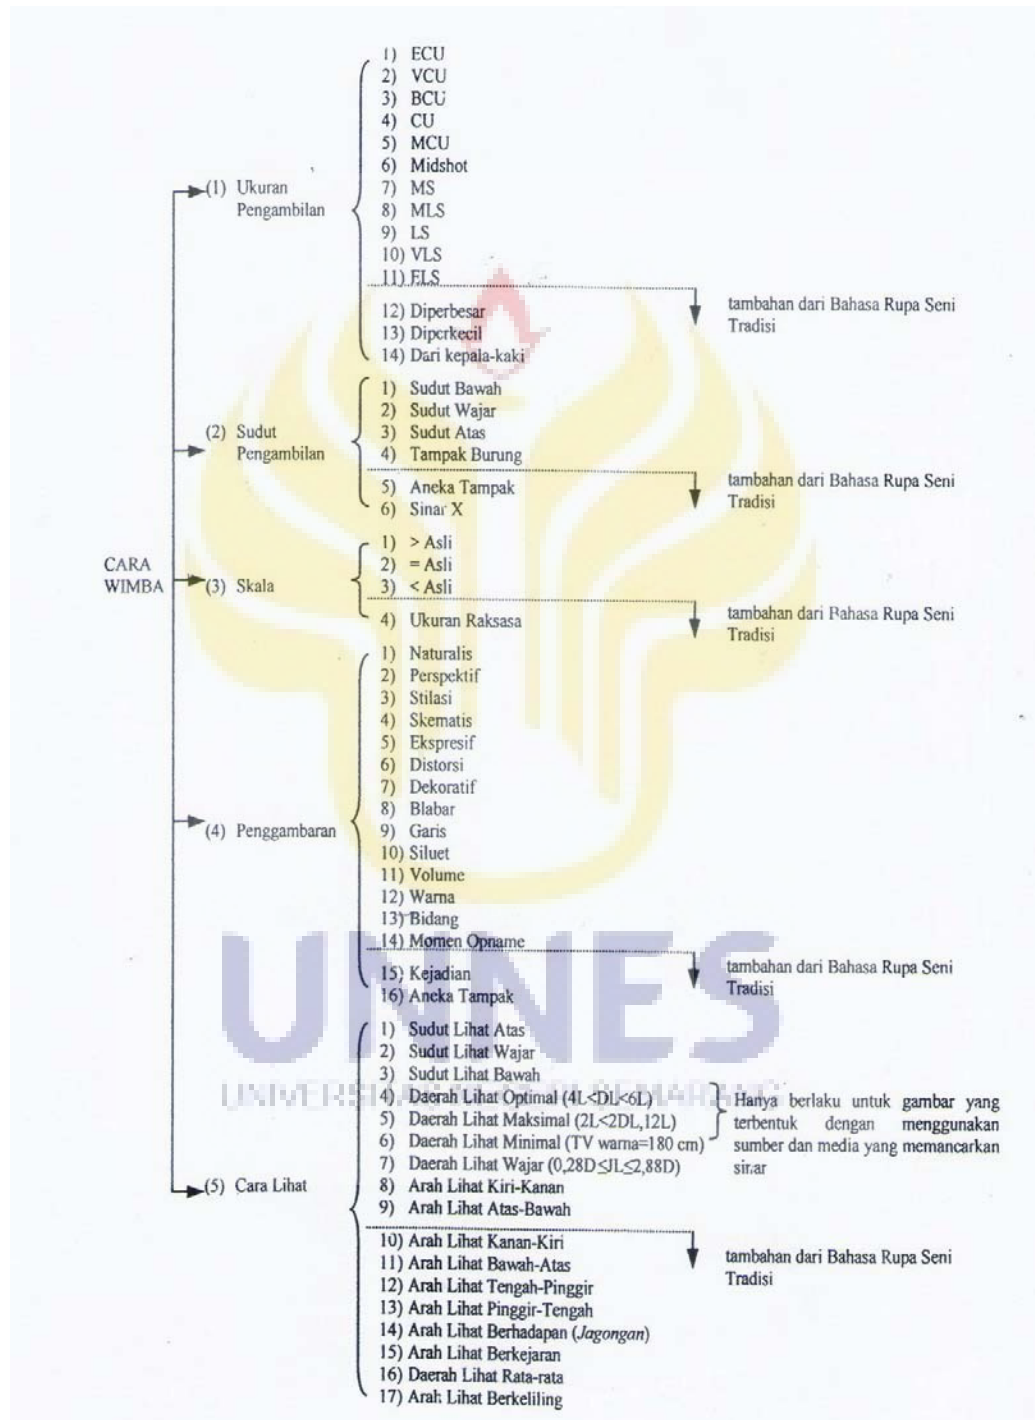 CARA
WIMBA
(1) Ukuran
Pengambilan
1) ECU
2) VCU
3) BCU
4) CU
5) MCU
6) Midshot
7) MS
8) MLS
9) LS
10) VLS
11) ELS
12) Diperbesar
13) Diperkecil
14) Dari kepala-kaki
tambahan dari Bahasa Rupa Seni
Tradisi
(2) Sudut
Pengambilan
1) Sudut Bawah
2) Sudut Wajar
3) Sudut Atas
4) Tampak Burung
5) Aneka Tampak
6) Sinar X
tambahan dari Bahasa Rupa Seni
Tradisi
(3) Skala
1) > Asli
2) = Asli
3) < Asli
4) Ukuran Raksasa
tambahan dari Bahasa Rupa Seni
Tradisi
(4) Penggambaran
1) Naturalis
2) Perspektif
3) Stilasi
4) Skematis
5) Ekspresif
6) Distorsi
7) Dekoratif
8) Blabar
9) Garis
10) Siluet
11) Volume
12) Warna
13) Bidang
14) Momen Opname
15) Kejadian
16) Aneka Tampak
tambahan dari Bahasa Rupa Seni
Tradisi
(5) Cara Lihat
1) Sudut Lihat Atas
2) Sudut Lihat Wajar
3) Sudut Lihat Bawah
4) Daerah Lihat Optimal (4L<DL<6L)
5) Daerah Lihat Maksimal (2L<2DL,12L)
6) Daerah Lihat Minimal (TV warna=180 cm)
7) Daerah Lihat Wajar (0,28D≤JL≤2,88D)
8) Arah Lihat Kiri-Kanan
9) Arah Lihat Atas-Bawah
10) Arah Lihat Kanan-Kiri
11) Arah Lihat Bawah-Atas
12) Arah Lihat Tengah-Pinggir
13) Arah Lihat Pinggir-Tengah
14) Arah Lihat Berhadapan (Jagongan)
15) Arah Lihat Berkejaran
16) Daerah Lihat Rata-rata
17) Arah Lihat Berkeliling
Hanya berlaku untuk gambar yang
terbentuk dengan menggunakan
sumber dan media yang memancarkan
sinar
tambahan dari Bahasa Rupa Seni
Tradisi
UNNES
UNIVERSITAS NEGERI SEMARANG